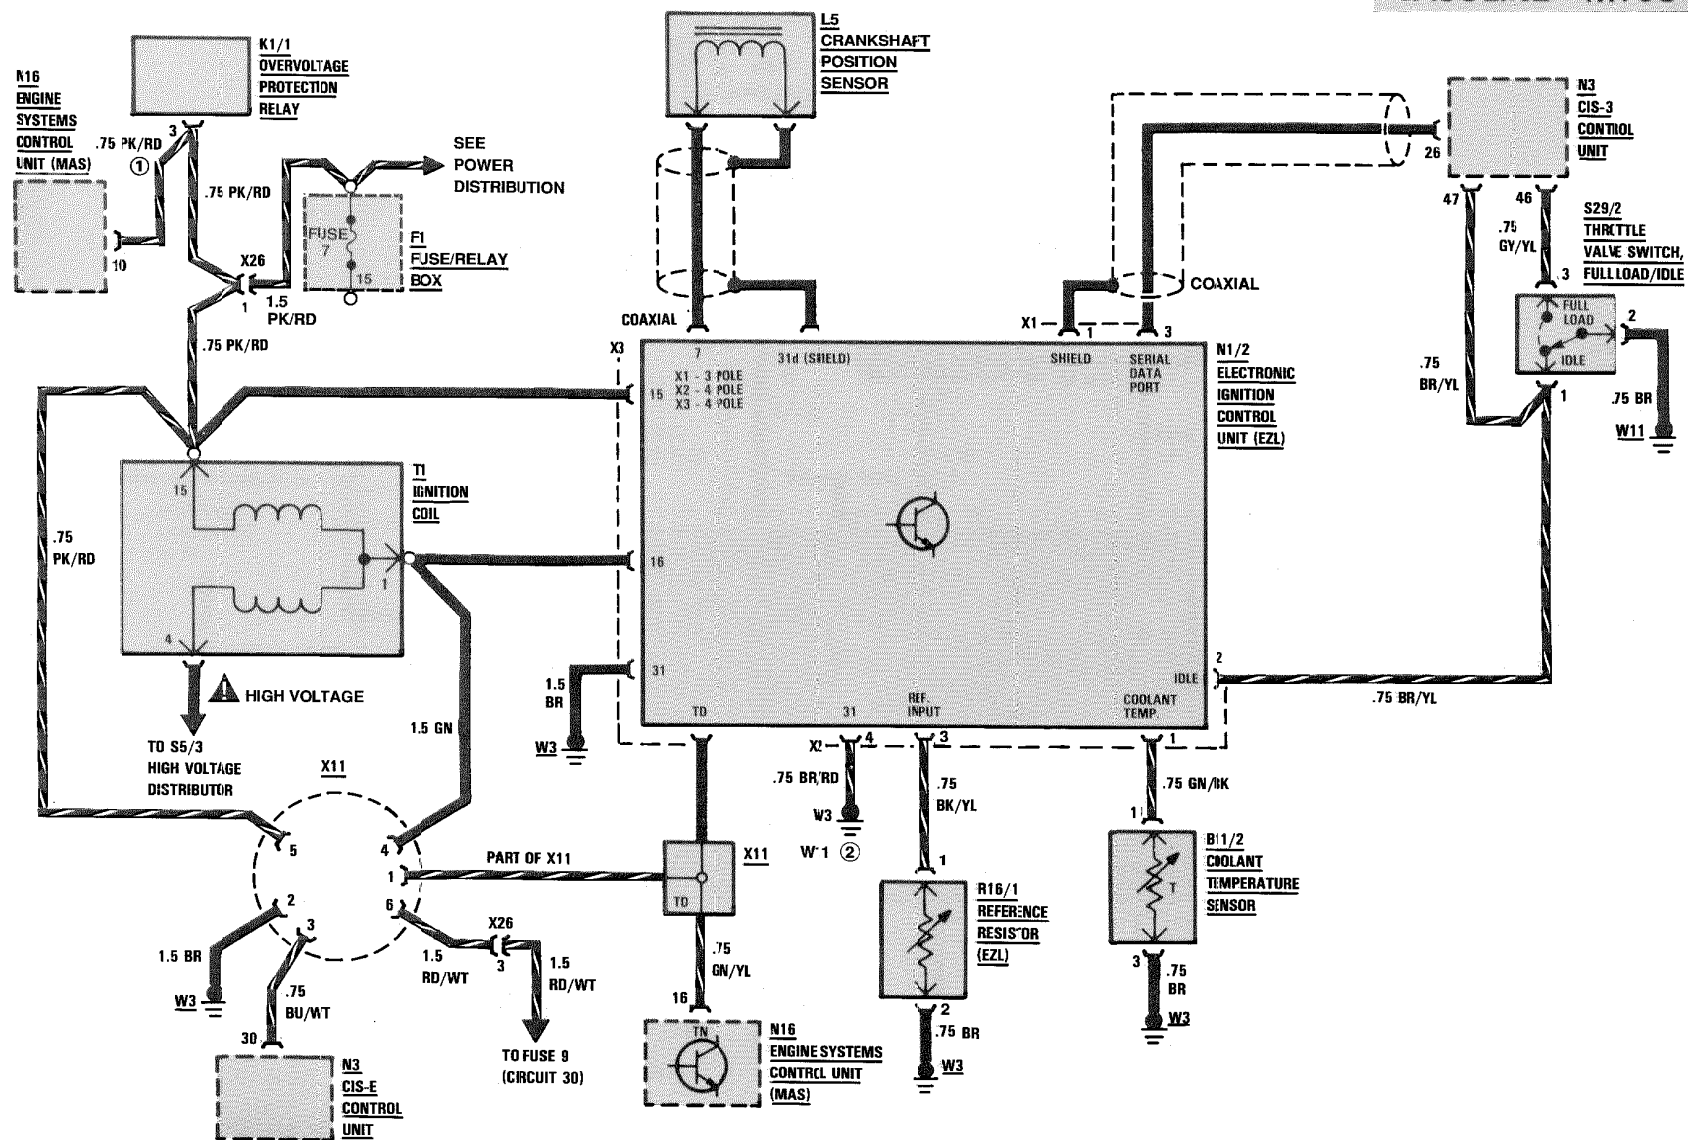 K1/1
OVERVOLTAGE
PROTECTION
RELAY
N16
ENGINE
SYSTEMS
CONTROL
UNIT (MAS)
3
.75 PK/RD
1
.75 PK/RD
10
X26
1
1.5
PK/RD
SEE
POWER
DISTRIBUTION
FUSE
7
15
F1
FUSE/RELAY
BOX
.75 PK/RD
L5
CRANKSHAFT
POSITION
SENSOR
COAXIAL
COAXIAL
N3
CIS-3
CONTROL
UNIT
26
47
46
.75
GY/YL
S29/2
THROTTLE
VALVE SWITCH,
FULL LOAD/IDLE
3
FULL
LOAD
IDLE
2
1
.75
BR/YL
.75 BR
W11
X3
7
31d (SHIELD)
X1
1
3
SHIELD
SERIAL
DATA
PORT
X1 - 3 POLE
X2 - 4 POLE
X3 - 4 POLE
15
N1/2
ELECTRONIC
IGNITION
CONTROL
UNIT (EZL)
T1
IGNITION
COIL
15
1
4
.75
PK/RD
16
31
HIGH VOLTAGE
TO S5/3
HIGH VOLTAGE
DISTRIBUTOR
1.5 GN
1.5
BR
W3
TD
31
REF.
INPUT
COOLANT
TEMP.
IDLE
2
.75 BR/YL
X2
4
3
1
.75 BR/RD
W3
2
.75
BK/YL
.75 GN/BK
X11
5
4
1
2
3
6
PART OF X11
X11
TD
1.5 BR
W3
.75
BU/WT
30
N3
CIS-E
CONTROL
UNIT
1.5
RD/WT
X26
3
1.5
RD/WT
TO FUSE 9
(CIRCUIT 30)
.75
GN/YL
16
TN
N16
ENGINE SYSTEMS
CONTROL UNIT
(MAS)
1
R16/1
REFERENCE
RESISTOR
(EZL)
2
.75 BR
W3
1
T
B11/2
COOLANT
TEMPERATURE
SENSOR
3
.75
BR
W3